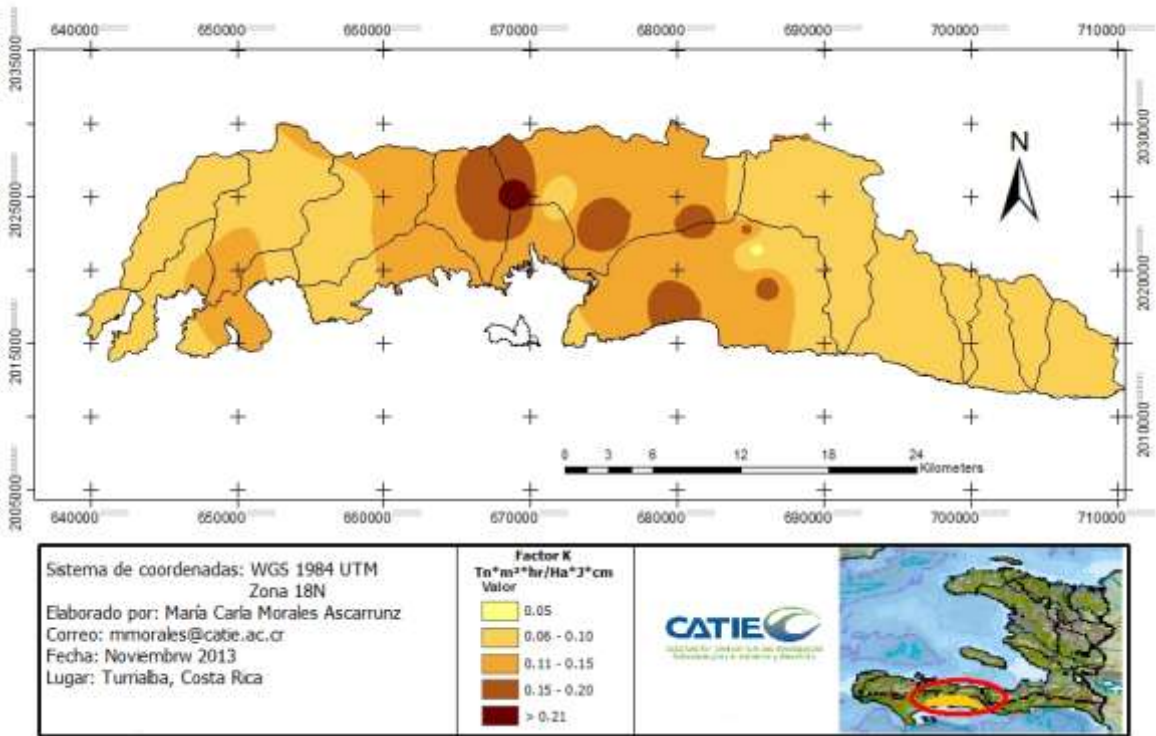 640000 650000 660000 670000 680000 690000 700000 710000
2035000
2030000
2025000
2020000
2015000
2010000
2005000
N
0 3 6 12 18 24
Kilometers
640000 650000 660000 670000 680000 690000 700000 710000
Sistema de coordenadas: WGS 1984 UTM
Zona 18N
Elaborado por: María Carla Morales Ascarrunz
Correo: mmorales@catie.ac.cr
Fecha: Noviembrw 2013
Lugar: Turrialba, Costa Rica
Factor K
Tn*m²*hr/Ha*J*cm
Valor
0.05
0.06 - 0.10
0.11 - 0.15
0.15 - 0.20
> 0.21
CATIE